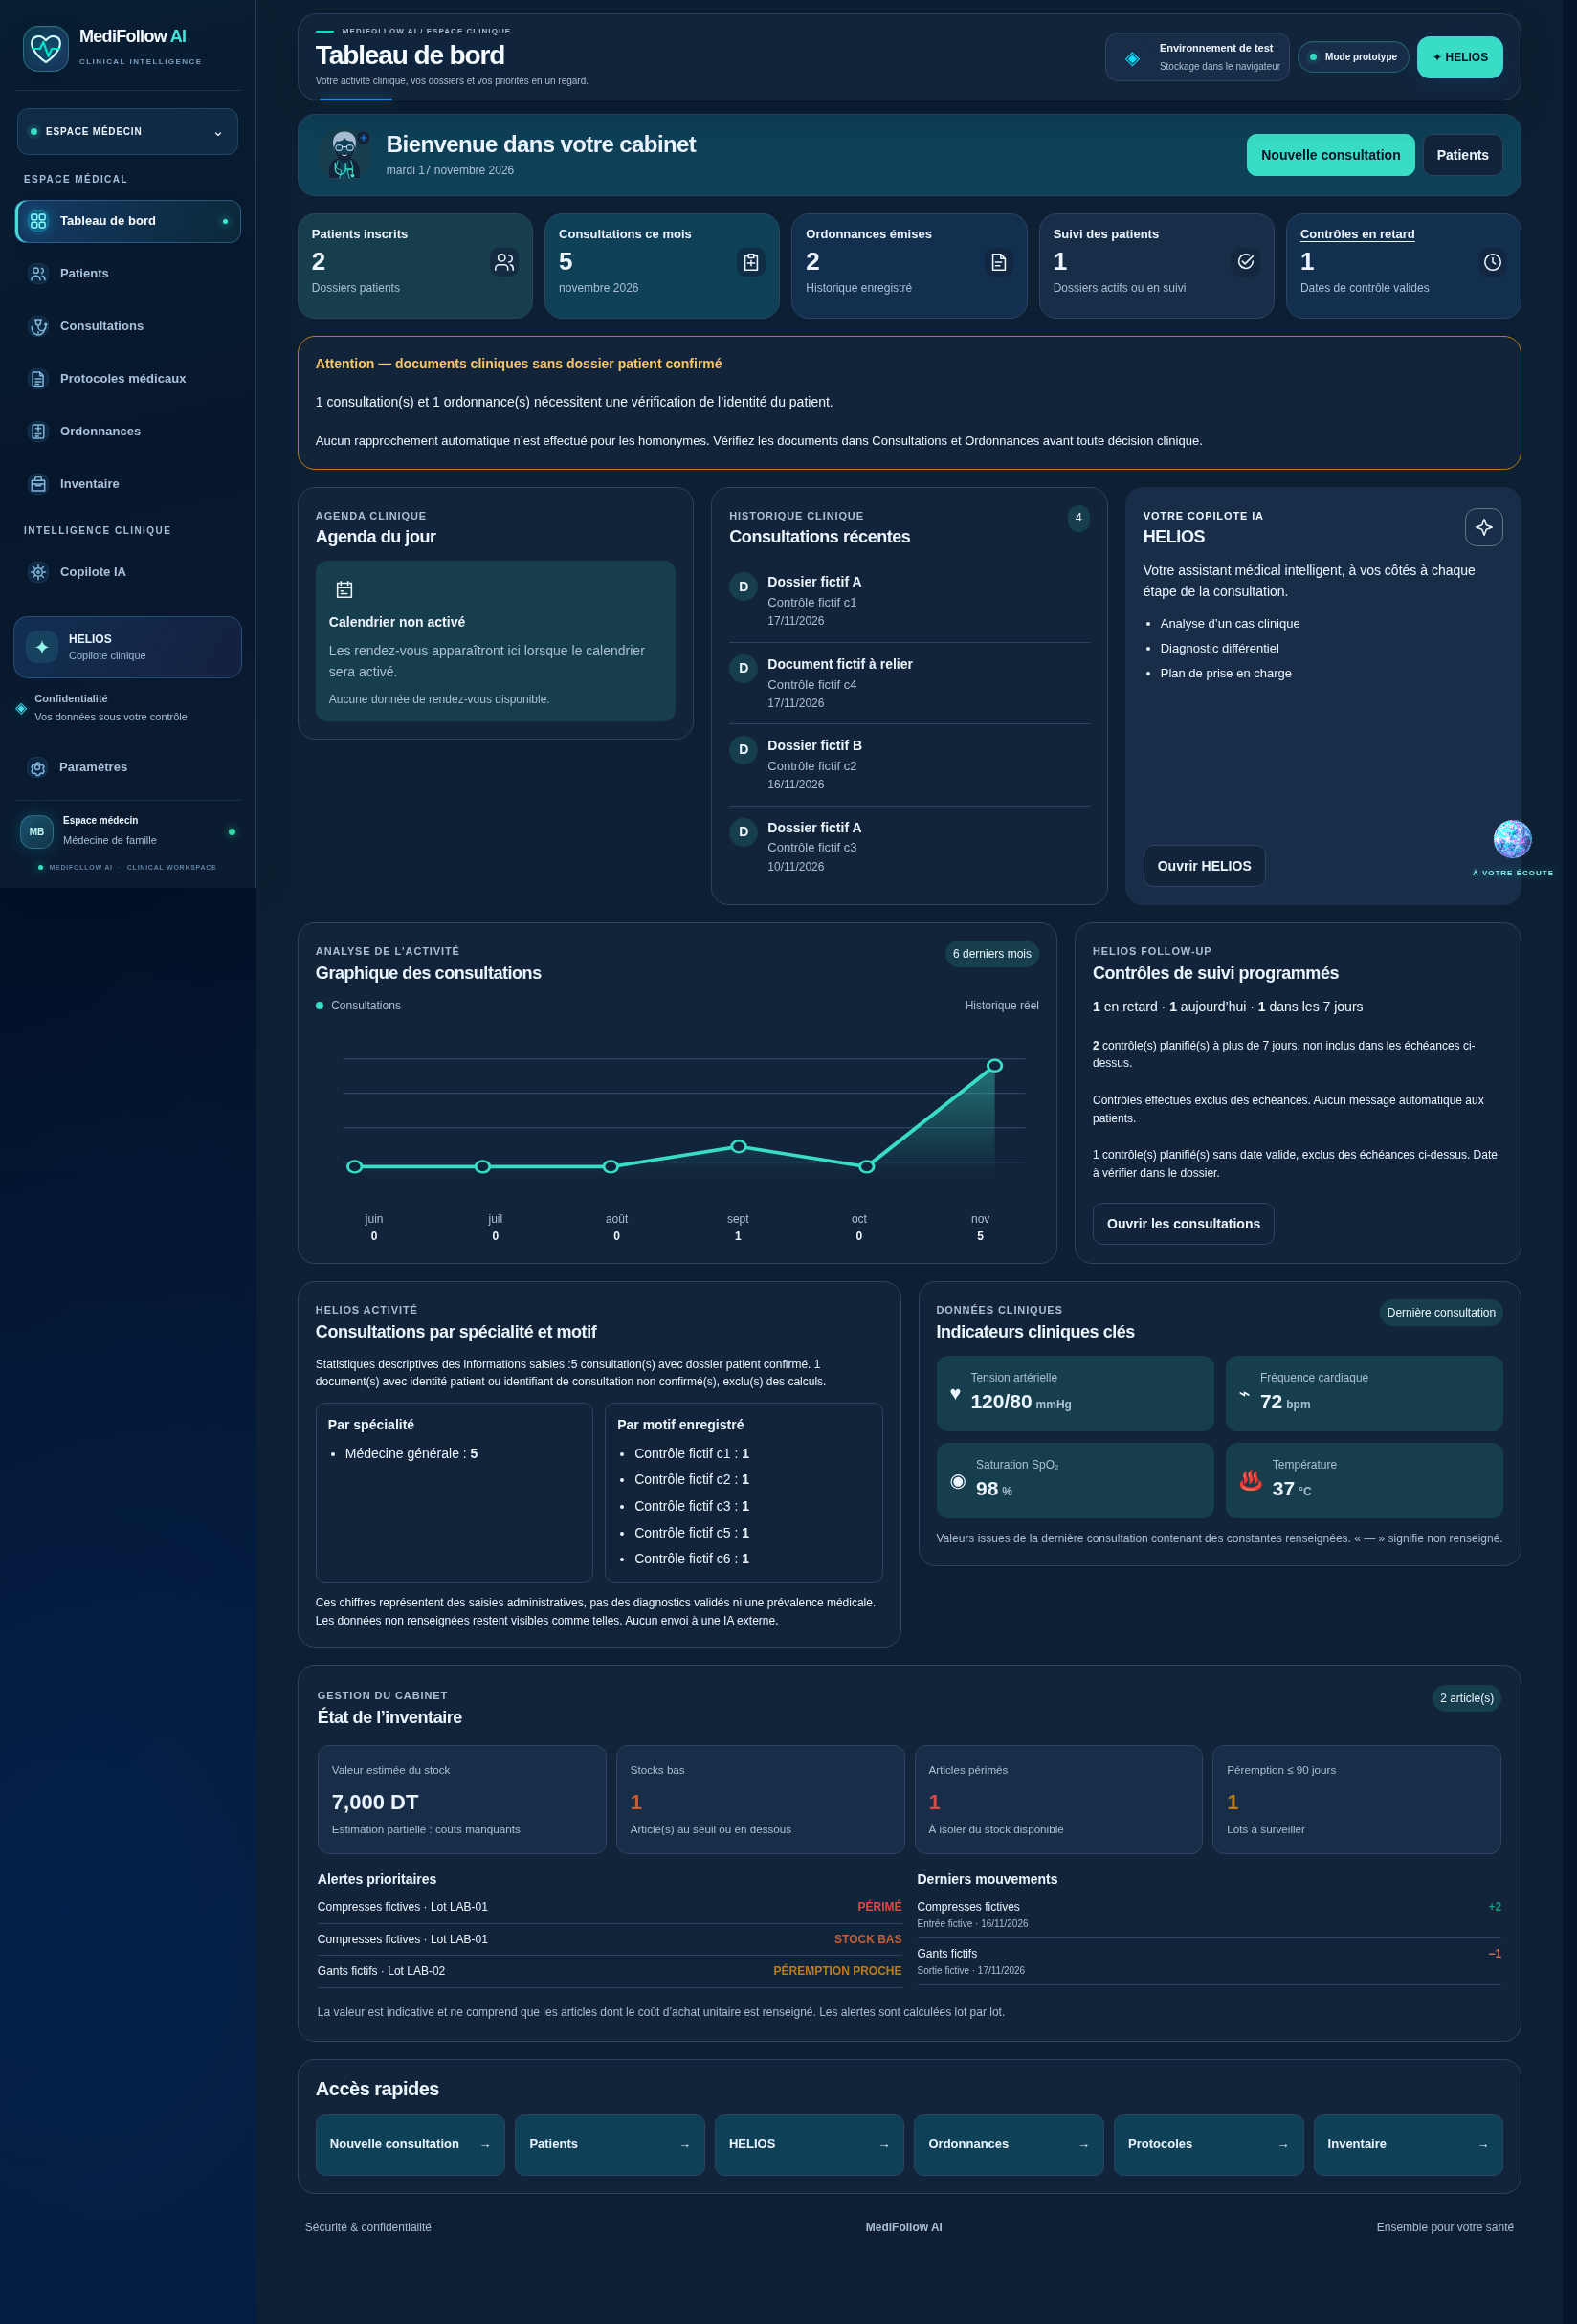 MediFollow AI
CLINICAL INTELLIGENCE
ESPACE MÉDECIN
ESPACE MÉDICAL
Tableau de bord
Patients
Consultations
Protocoles médicaux
Ordonnances
Inventaire
INTELLIGENCE CLINIQUE
Copilote IA
HELIOS
Copilote clinique
Confidentialité
Vos données sous votre contrôle
Paramètres
MB
Espace médecin
Médecine de famille
MEDIFOLLOW AI · CLINICAL WORKSPACE
MEDIFOLLOW AI / ESPACE CLINIQUE
Tableau de bord
Votre activité clinique, vos dossiers et vos priorités en un regard.
Environnement de test
Stockage dans le navigateur
Mode prototype
✦ HELIOS
Bienvenue dans votre cabinet
mardi 17 novembre 2026
Nouvelle consultation
Patients
Patients inscrits
2
Dossiers patients
Consultations ce mois
5
novembre 2026
Ordonnances émises
2
Historique enregistré
Suivi des patients
1
Dossiers actifs ou en suivi
Contrôles en retard
1
Dates de contrôle valides
Attention — documents cliniques sans dossier patient confirmé
1 consultation(s) et 1 ordonnance(s) nécessitent une vérification de l’identité du patient.
Aucun rapprochement automatique n’est effectué pour les homonymes. Vérifiez les documents dans Consultations et Ordonnances avant toute décision clinique.
AGENDA CLINIQUE
Agenda du jour
Calendrier non activé
Les rendez-vous apparaîtront ici lorsque le calendrier
sera activé.
Aucune donnée de rendez-vous disponible.
HISTORIQUE CLINIQUE
Consultations récentes
4
D
Dossier fictif A
Contrôle fictif c1
17/11/2026
D
Document fictif à relier
Contrôle fictif c4
17/11/2026
D
Dossier fictif B
Contrôle fictif c2
16/11/2026
D
Dossier fictif A
Contrôle fictif c3
10/11/2026
VOTRE COPILOTE IA
HELIOS
Votre assistant médical intelligent, à vos côtés à chaque
étape de la consultation.
• Analyse d’un cas clinique
• Diagnostic différentiel
• Plan de prise en charge
Ouvrir HELIOS
À VOTRE ÉCOUTE
ANALYSE DE L’ACTIVITÉ
Graphique des consultations
6 derniers mois
Consultations
Historique réel
juin juil août sept oct nov
0 0 0 1 0 5
HELIOS FOLLOW-UP
Contrôles de suivi programmés
1 en retard · 1 aujourd’hui · 1 dans les 7 jours
2 contrôle(s) planifié(s) à plus de 7 jours, non inclus dans les échéances ci-
dessus.
Contrôles effectués exclus des échéances. Aucun message automatique aux
patients.
1 contrôle(s) planifié(s) sans date valide, exclus des échéances ci-dessus. Date
à vérifier dans le dossier.
Ouvrir les consultations
HELIOS ACTIVITÉ
Consultations par spécialité et motif
Statistiques descriptives des informations saisies :5 consultation(s) avec dossier patient confirmé. 1
document(s) avec identité patient ou identifiant de consultation non confirmé(s), exclu(s) des calculs.
Par spécialité
• Médecine générale : 5
Par motif enregistré
• Contrôle fictif c1 : 1
• Contrôle fictif c2 : 1
• Contrôle fictif c3 : 1
• Contrôle fictif c5 : 1
• Contrôle fictif c6 : 1
Ces chiffres représentent des saisies administratives, pas des diagnostics validés ni une prévalence médicale.
Les données non renseignées restent visibles comme telles. Aucun envoi à une IA externe.
DONNÉES CLINIQUES
Indicateurs cliniques clés
Dernière consultation
Tension artérielle
120/80 mmHg
Fréquence cardiaque
72 bpm
Saturation SpO₂
98 %
Température
37 °C
Valeurs issues de la dernière consultation contenant des constantes renseignées. « — » signifie non renseigné.
GESTION DU CABINET
État de l’inventaire
2 article(s)
Valeur estimée du stock
7,000 DT
Estimation partielle : coûts manquants
Stocks bas
1
Article(s) au seuil ou en dessous
Articles périmés
1
À isoler du stock disponible
Péremption ≤ 90 jours
1
Lots à surveiller
Alertes prioritaires
Compresses fictives · Lot LAB-01 PÉRIMÉ
Compresses fictives · Lot LAB-01 STOCK BAS
Gants fictifs · Lot LAB-02 PÉREMPTION PROCHE
Derniers mouvements
Compresses fictives +2
Entrée fictive · 16/11/2026
Gants fictifs −1
Sortie fictive · 17/11/2026
La valeur est indicative et ne comprend que les articles dont le coût d’achat unitaire est renseigné. Les alertes sont calculées lot par lot.
Accès rapides
Nouvelle consultation →
Patients →
HELIOS →
Ordonnances →
Protocoles →
Inventaire →
Sécurité & confidentialité
MediFollow AI
Ensemble pour votre santé